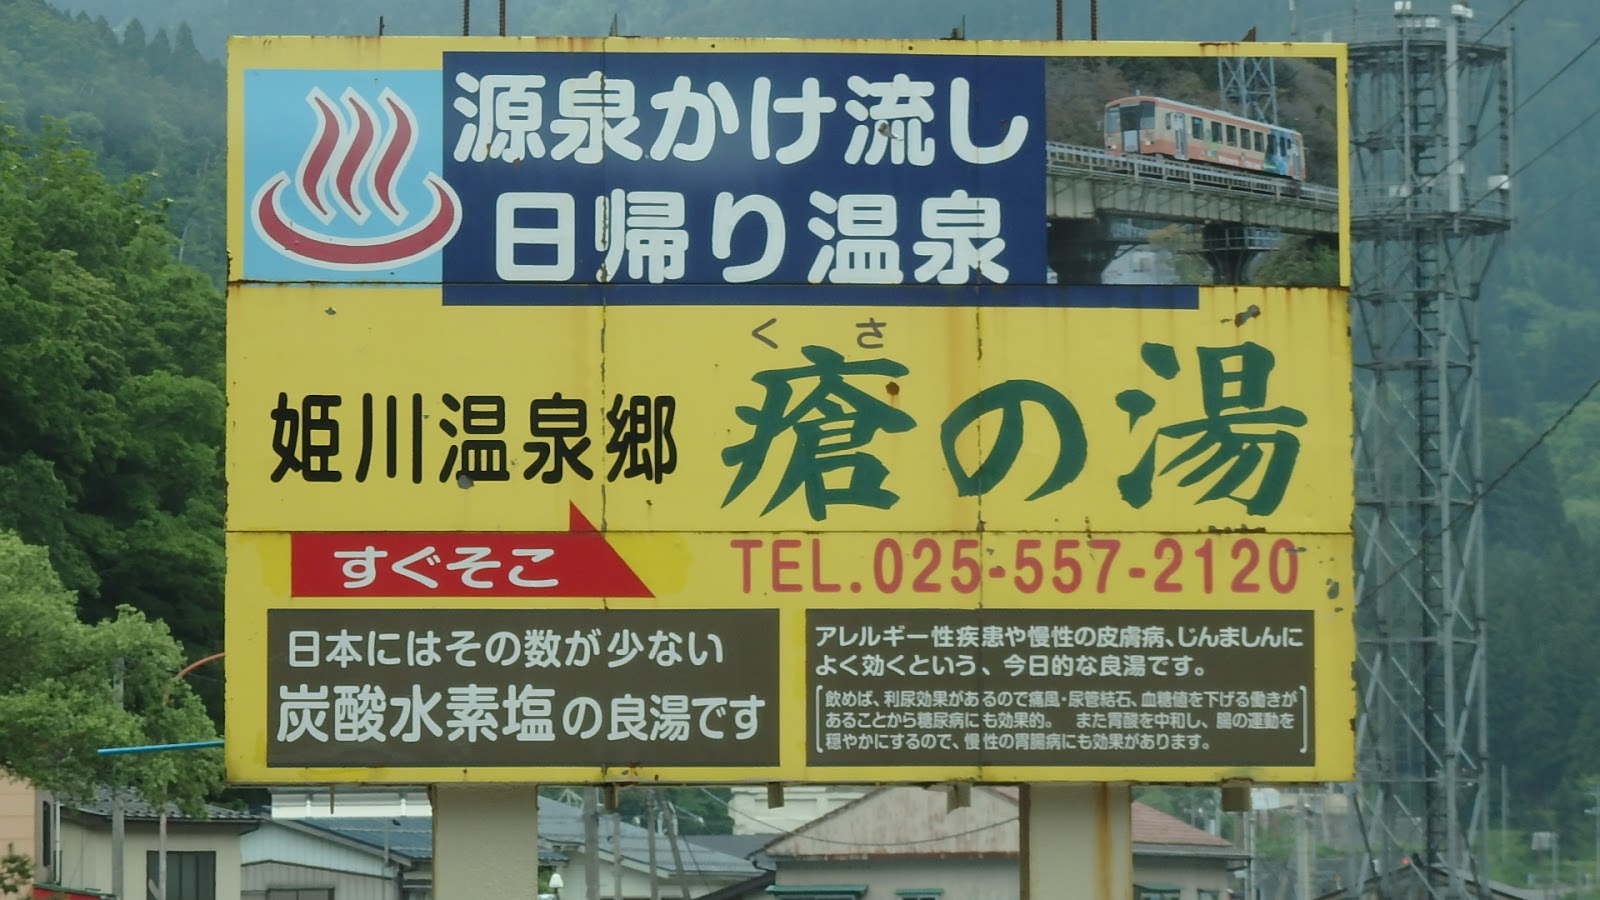 源泉かけ流し
日帰り温泉
くさ
姫川温泉郷 瘡の湯
すぐそこ
TEL.025-557-2120
日本にはその数が少ない
炭酸水素塩の良湯です
アレルギー性疾患や慢性の皮膚病、じんましんに
よく効くという、今日的な良湯です。
飲めば、利尿効果があるので痛風・尿管結石、血糖値を下げる働きが
あることから糖尿病にも効果的。 また胃酸を中和し、腸の運動を
穏やかにするので、慢性の胃腸病にも効果があります。